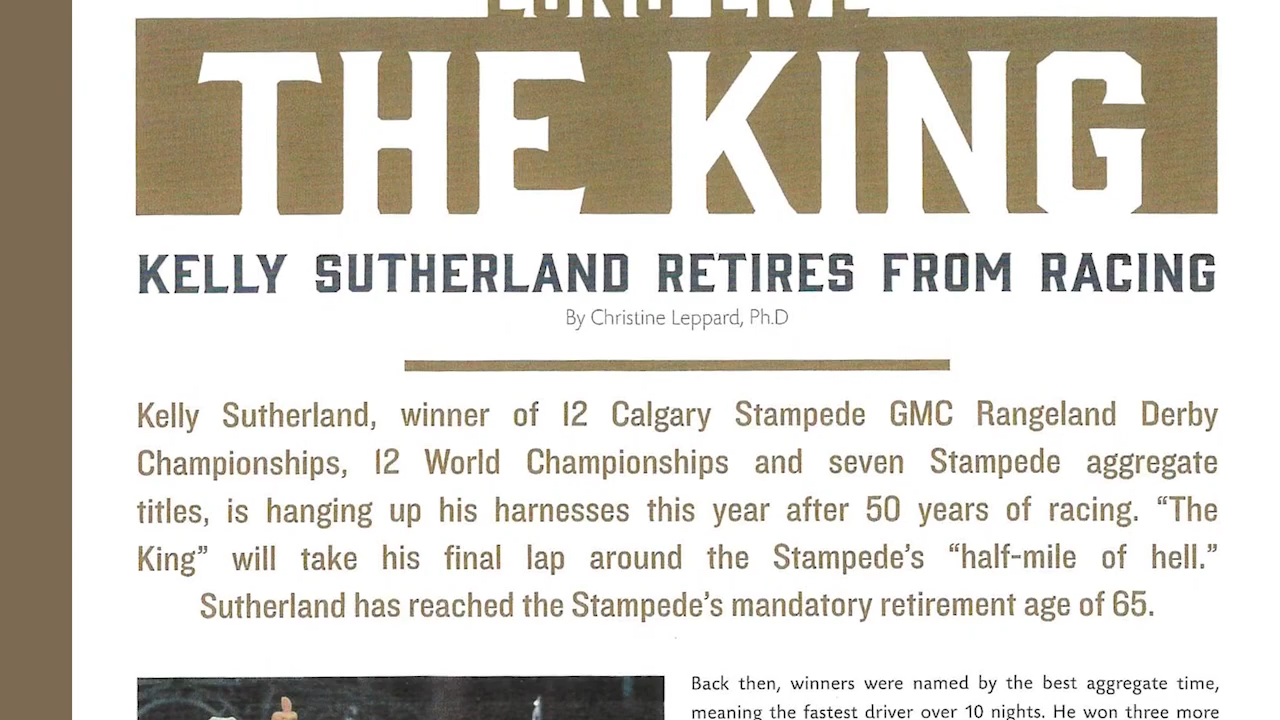 LONG LIVE
THE KING
KELLY SUTHERLAND RETIRES FROM RACING
By Christine Leppard, Ph.D
Kelly Sutherland, winner of 12 Calgary Stampede GMC Rangeland Derby
Championships, 12 World Championships and seven Stampede aggregate
titles, is hanging up his harnesses this year after 50 years of racing. “The
King” will take his final lap around the Stampede’s “half-mile of hell.”
Sutherland has reached the Stampede’s mandatory retirement age of 65.
Back then, winners were named by the best aggregate time,
meaning the fastest driver over 10 nights. He won three more